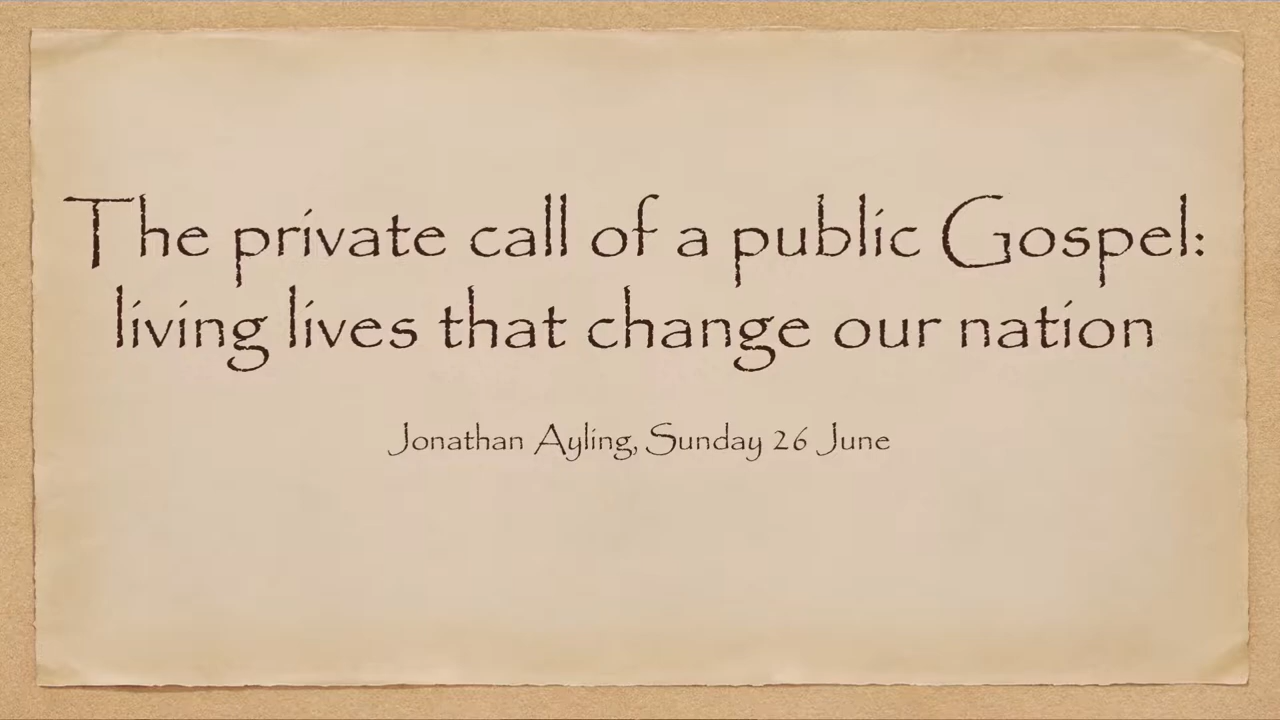 The private call of a public Gospel:
living lives that change our nation
Jonathan Ayling, Sunday 26 June